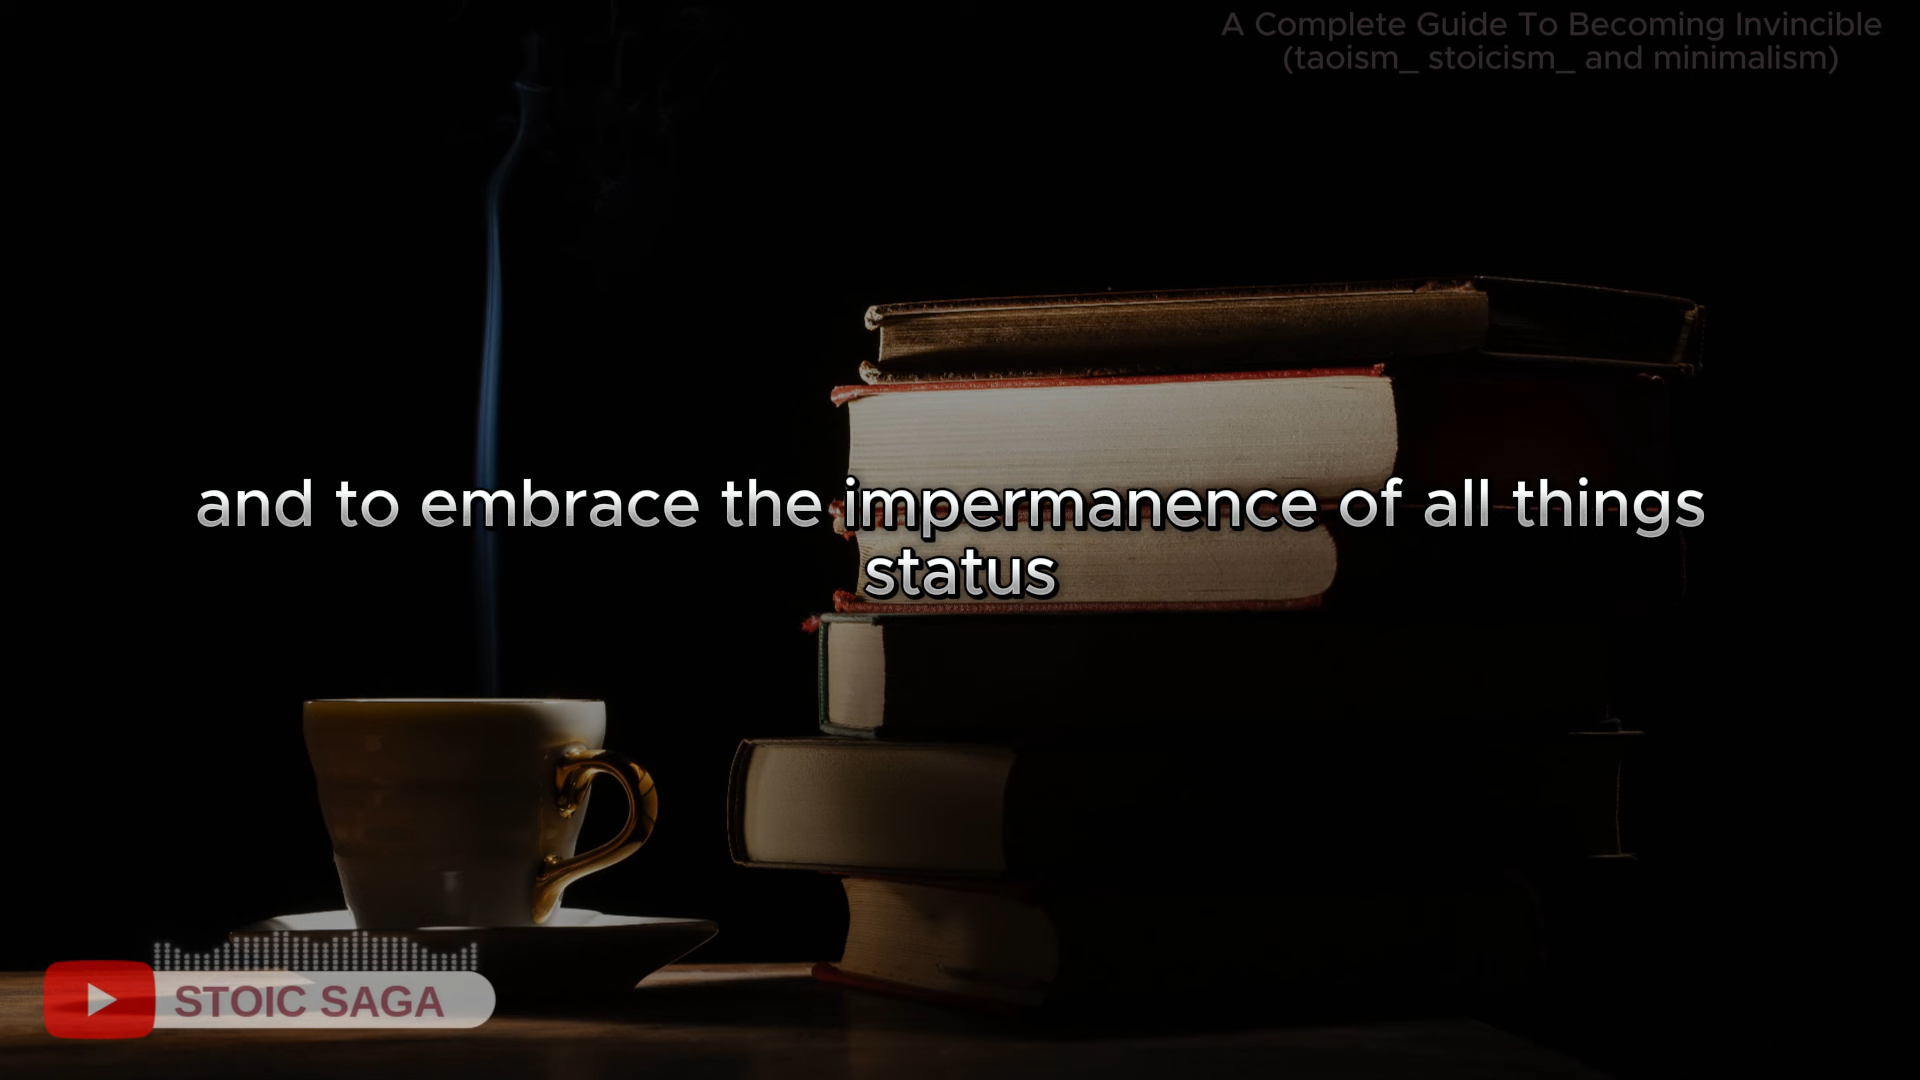 A Complete Guide To Becoming Invincible
(taoism_ stoicism_ and minimalism)
and to embrace the impermanence of all things
status
STOIC SAGA